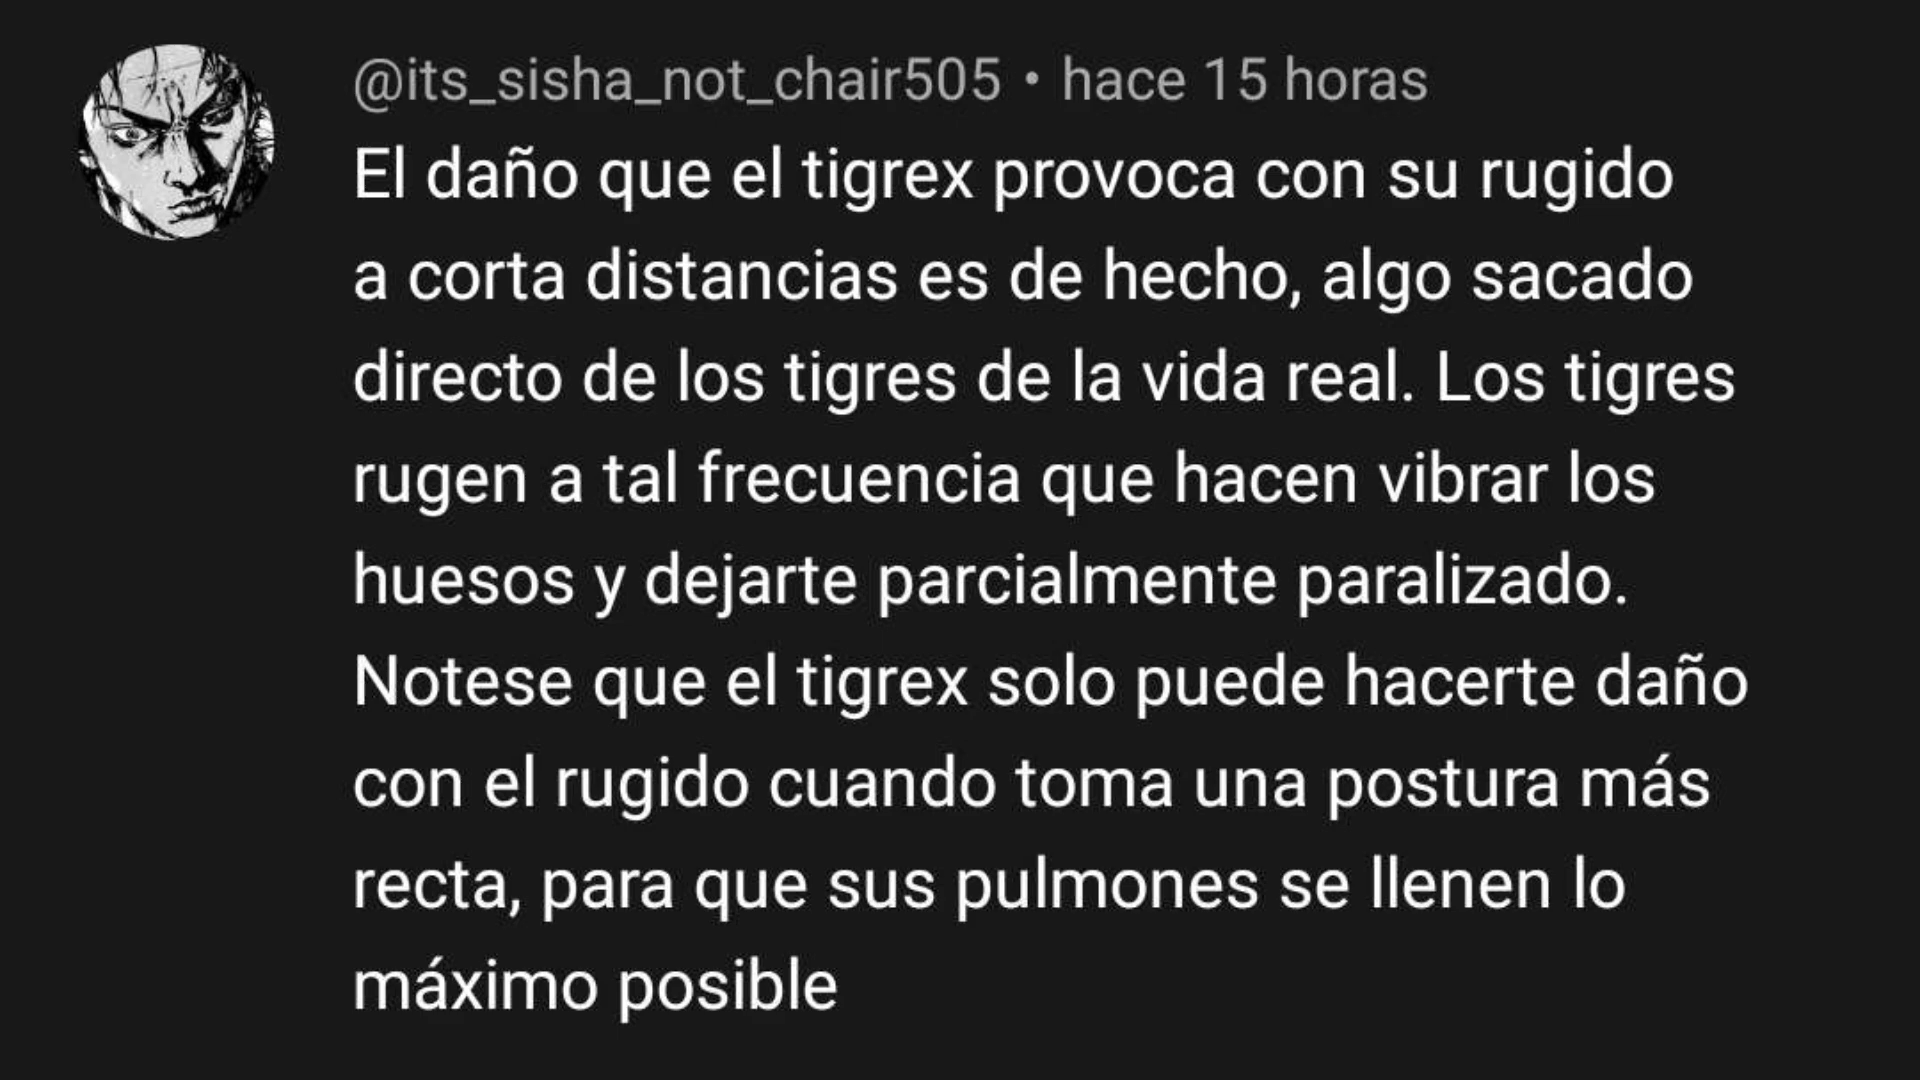 @its_sisha_not_chair505 • hace 15 horas
El daño que el tigrex provoca con su rugido
a corta distancias es de hecho, algo sacado
directo de los tigres de la vida real. Los tigres
rugen a tal frecuencia que hacen vibrar los
huesos y dejarte parcialmente paralizado.
Notese que el tigrex solo puede hacerte daño
con el rugido cuando toma una postura más
recta, para que sus pulmones se llenen lo
máximo posible